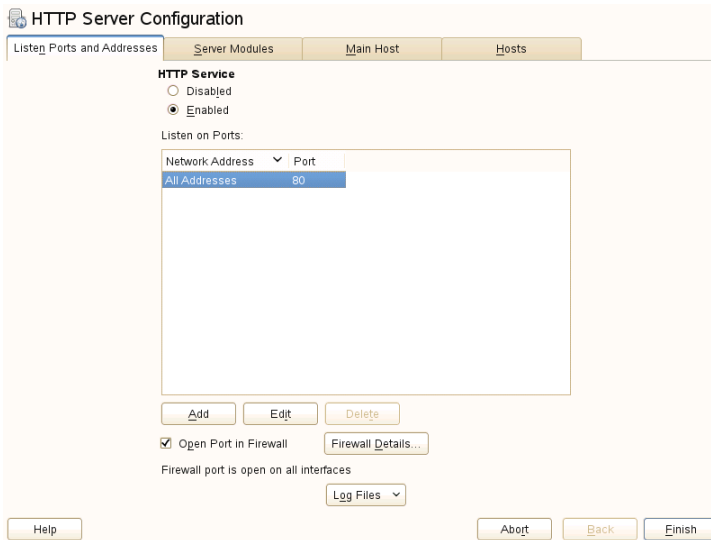 HTTP Server Configuration
Listen Ports and Addresses Server Modules Main Host Hosts
HTTP Service
Disabled
Enabled
Listen on Ports:
Network Address Port
All Addresses 80
Add Edit Delete
Open Port in Firewall Firewall Details...
Firewall port is open on all interfaces
Log Files
Help Abort Back Finish